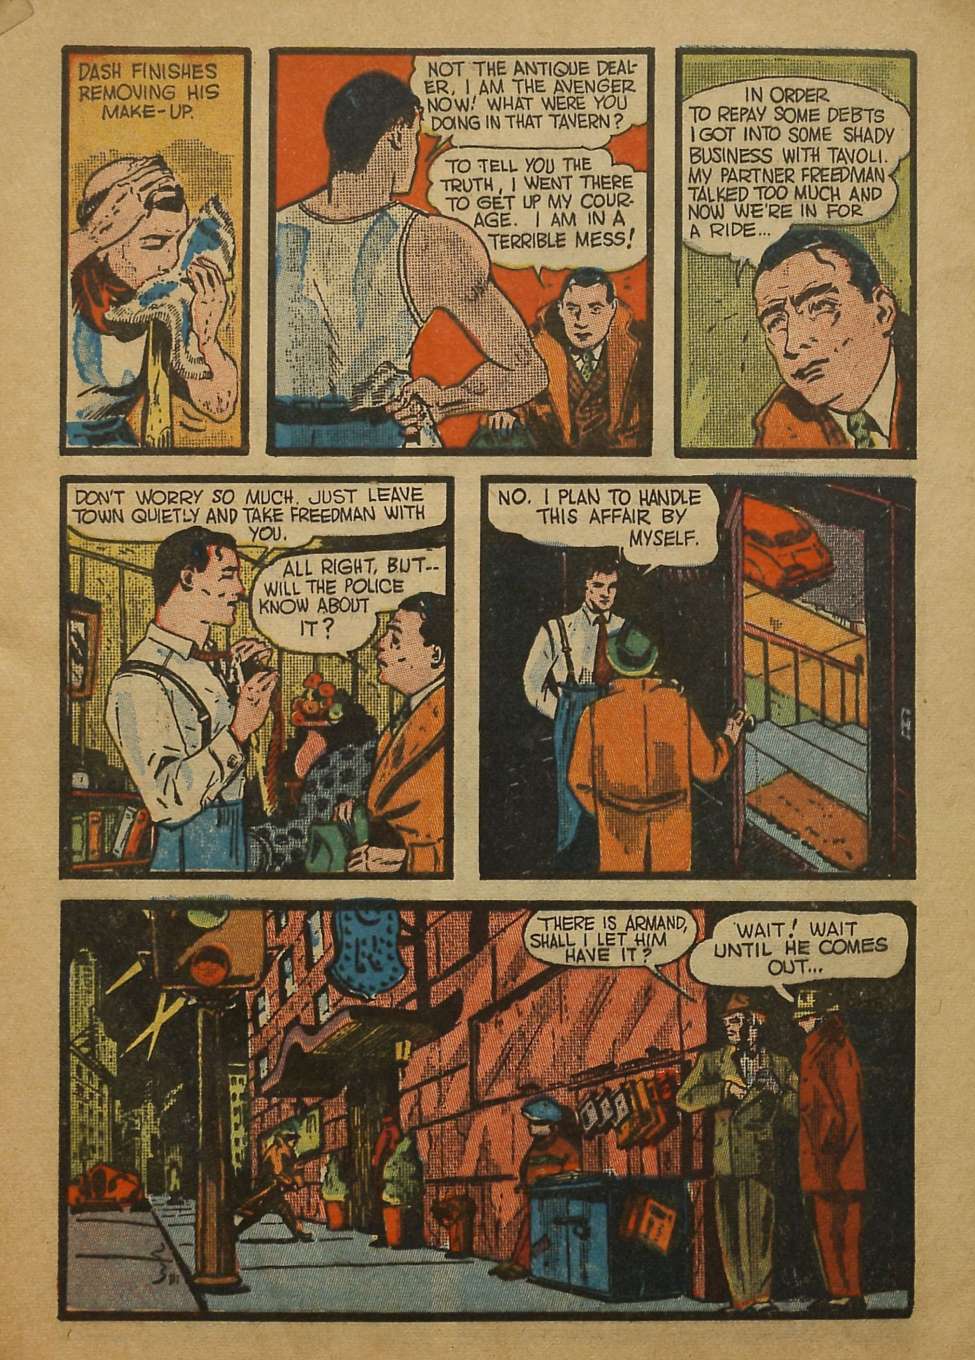 DASH FINISHES
REMOVING HIS
MAKE-UP.
NOT THE ANTIQUE DEAL-
ER, I AM THE AVENGER
NOW! WHAT WERE YOU
DOING IN THAT TAVERN?
TO TELL YOU THE
TRUTH, I WENT THERE
TO GET UP MY COUR-
AGE. I AM IN A
TERRIBLE MESS!
IN ORDER
TO REPAY SOME DEBTS
I GOT INTO SOME SHADY
BUSINESS WITH TAVOLI.
MY PARTNER FREEDMAN
TALKED TOO MUCH AND
NOW WE'RE IN FOR
A RIDE...
DON'T WORRY SO MUCH. JUST LEAVE
TOWN QUIETLY AND TAKE FREEDMAN WITH
YOU.
ALL RIGHT, BUT--
WILL THE POLICE
KNOW ABOUT
IT?
NO. I PLAN TO HANDLE
THIS AFFAIR BY
MYSELF.
THERE IS ARMAND,
SHALL I LET HIM
HAVE IT?
WAIT! WAIT
UNTIL HE COMES
OUT...